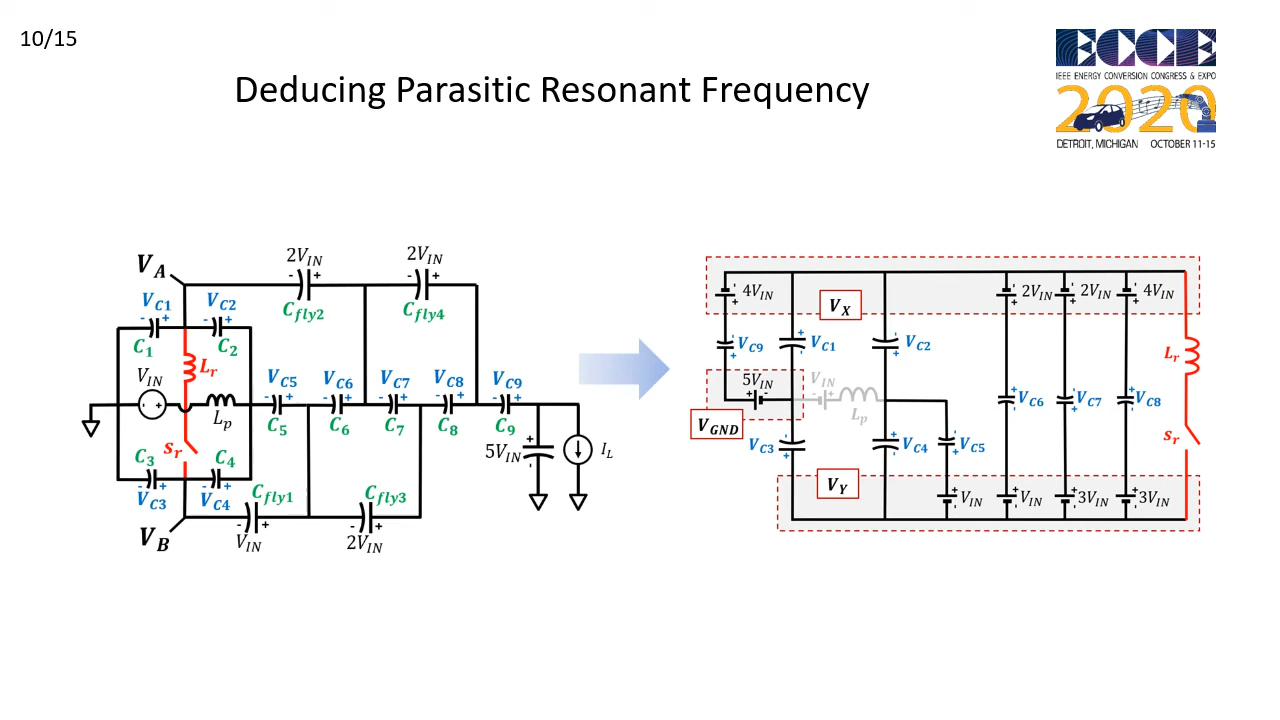 10/15
Deducing Parasitic Resonant Frequency
ECCE
IEEE ENERGY CONVERSION CONGRESS & EXPO
2020
DETROIT, MICHIGAN OCTOBER 11-15
V_A
2V_IN
2V_IN
- +
- +
C_fly2
C_fly4
V_C1
V_C2
- +
- +
C_1
C_2
L_r
V_IN
- +
L_p
V_C5
V_C6
V_C7
V_C8
V_C9
- +
- +
- +
- +
- +
C_5
C_6
C_7
C_8
C_9
s_r
5V_IN
+
-
I_L
C_3
C_4
- +
- +
V_C3
V_C4
C_fly1
C_fly3
- +
- +
V_IN
2V_IN
V_B
4V_IN
V_X
2V_IN
2V_IN
4V_IN
V_C9
V_C1
V_C2
L_r
5V_IN
+ -
V_IN
- +
L_p
V_C6
V_C7
V_C8
V_GND
V_C3
V_C4
V_C5
s_r
V_Y
V_IN
V_IN
3V_IN
3V_IN